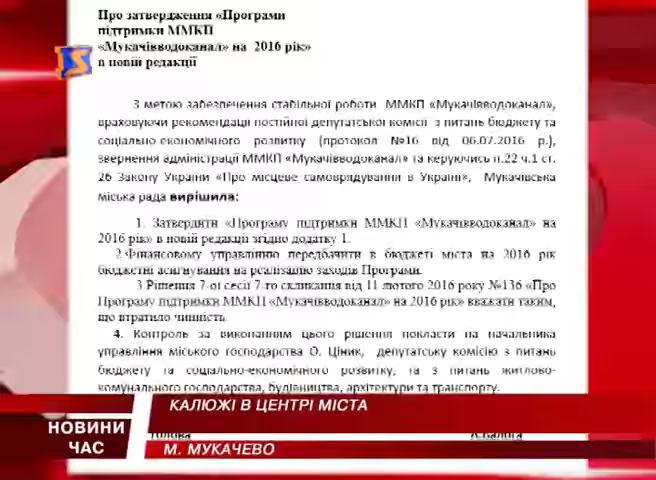 Про затвердження «Програми
підтримки ММКП
«Мукачівводоканал» на 2016 рік»
в новій редакції
З метою забезпечення стабільної роботи ММКП «Мукачівводоканал»,
враховуючи рекомендації постійної депутатської комісії з питань бюджету та
соціально-економічного розвитку (протокол №16 від 06.07.2016 р.),
звернення адміністрації ММКП «Мукачівводоканал» та керуючись п.22 ч.1 ст.
26 Закону України «Про місцеве самоврядування в Україні», Мукачівська
міська рада вирішила:
1. Затвердити «Програму підтримки ММКП «Мукачівводоканал» на
2016 рік» в новій редакції згідно додатку 1.
2.Фінансовому управлінню передбачити в бюджеті міста на 2016 рік
бюджетні асигнування на реалізацію заходів Програми.
3.Рішення 7-ої сесії 7-го скликання від 11 лютого 2016 року №136 «Про
Програму підтримки ММКП «Мукачівводоканал» на 2016 рік» вважати таким,
що втратило чинність.
4. Контроль за виконанням цього рішення покласти на начальника
управління міського господарства О. Ціник, депутатську комісію з питань
бюджету та соціально-економічного розвитку, та з питань житлово-
комунального господарства, будівництва, архітектури та транспорту.
КАЛЮЖІ В ЦЕНТРІ МІСТА
НОВИНИ
ЧАС
М. МУКАЧЕВО